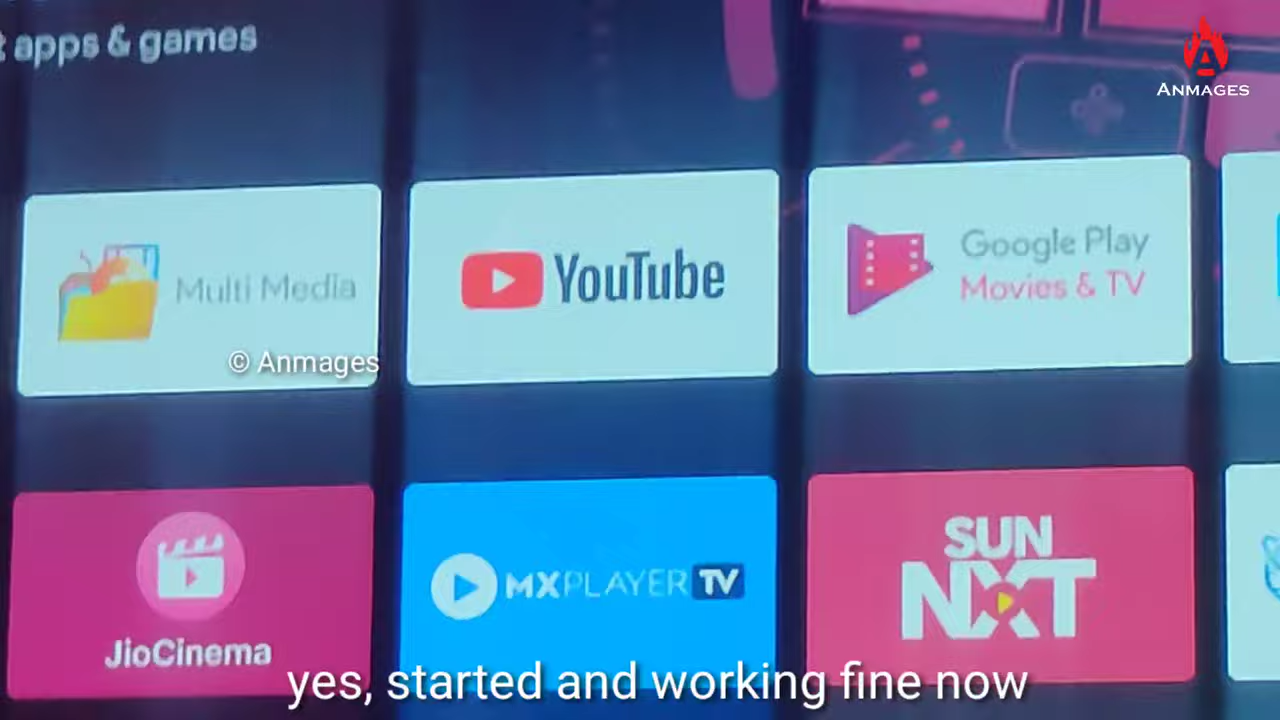 apps & games
ANMAGES
Multi Media
YouTube
Google Play
Movies & TV
© Anmages
JioCinema
MXPLAYER TV
SUN
NXT
yes, started and working fine now